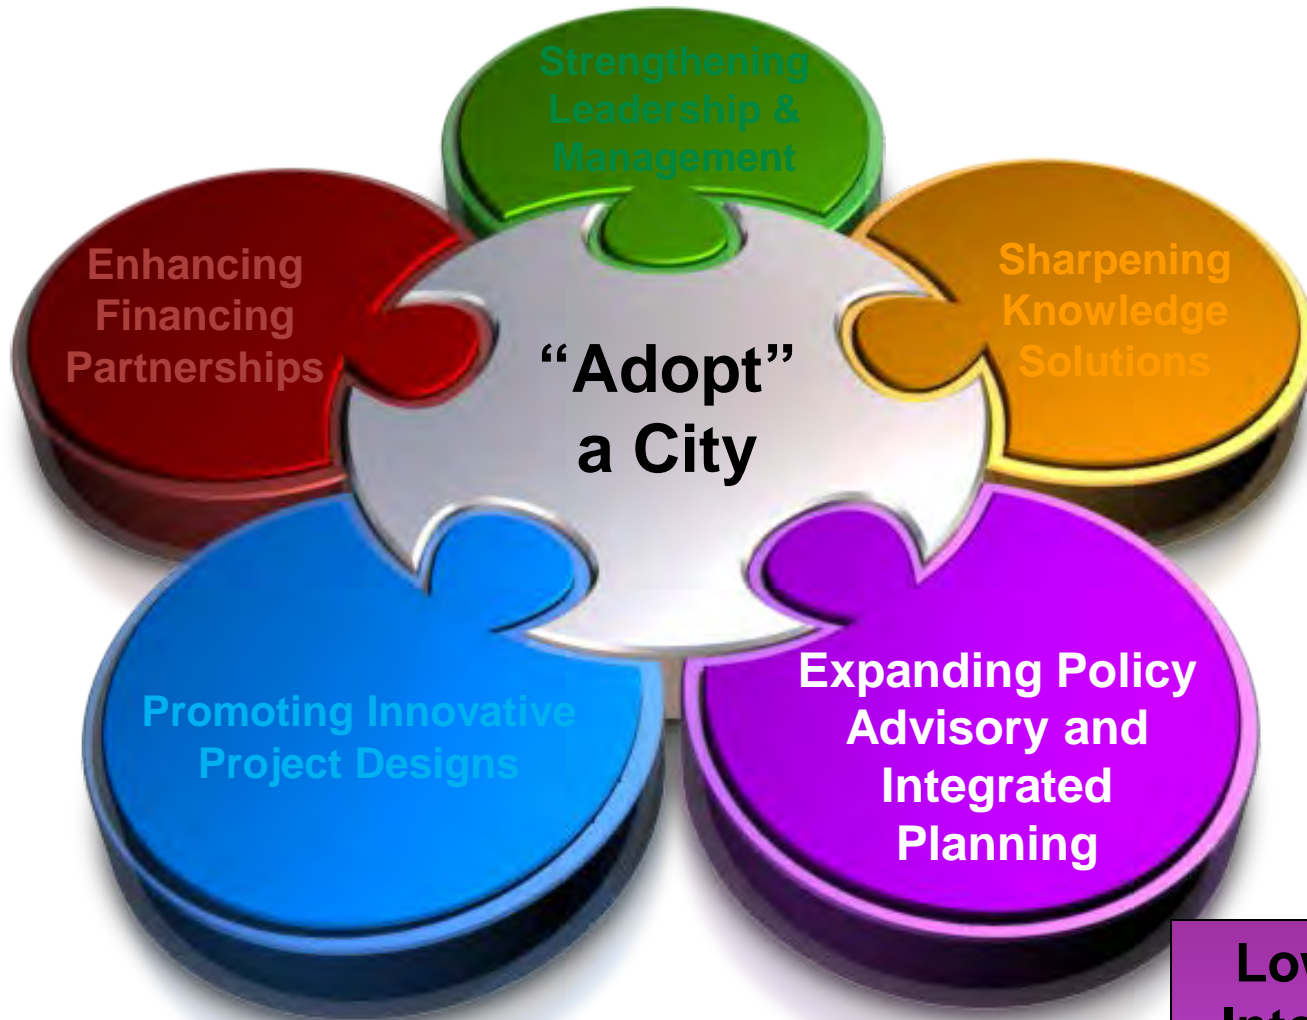 Strengthening
Leadership &
Management
Enhancing
Financing
Partnerships
Sharpening
Knowledge
Solutions
“Adopt”
a City
Promoting Innovative
Project Designs
Expanding Policy
Advisory and
Integrated
Planning